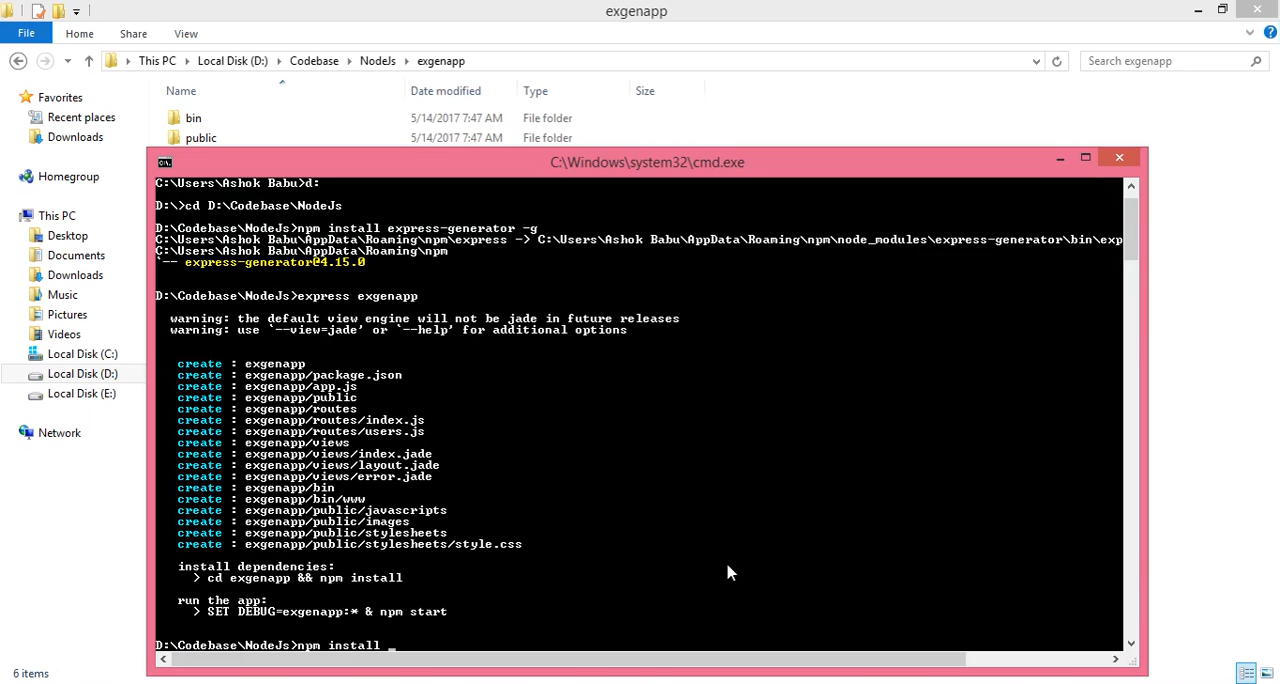 exgenapp
File Home Share View
This PC Local Disk (D:) Codebase NodeJs exgenapp
Search exgenapp
Name Date modified Type Size
Favorites
Recent places
Downloads
Homegroup
This PC
Desktop
Documents
Downloads
Music
Pictures
Videos
Local Disk (C:)
Local Disk (D:)
Local Disk (E:)
Network
bin 5/14/2017 7:47 AM File folder
public 5/14/2017 7:47 AM File folder
C:\Windows\system32\cmd.exe
C:\Users\Ashok Babu>d:
D:\>cd D:\Codebase\NodeJs
D:\Codebase\NodeJs>npm install express-generator -g
C:\Users\Ashok Babu\AppData\Roaming\npm\express -> C:\Users\Ashok Babu\AppData\Roaming\npm\node_modules\express-generator\bin\exp
C:\Users\Ashok Babu\AppData\Roaming\npm
`-- express-generator@4.15.0
D:\Codebase\NodeJs>express exgenapp
warning: the default view engine will not be jade in future releases
warning: use `--view=jade' or `--help' for additional options
create : exgenapp
create : exgenapp/package.json
create : exgenapp/app.js
create : exgenapp/public
create : exgenapp/routes
create : exgenapp/routes/index.js
create : exgenapp/routes/users.js
create : exgenapp/views
create : exgenapp/views/index.jade
create : exgenapp/views/layout.jade
create : exgenapp/views/error.jade
create : exgenapp/bin
create : exgenapp/bin/www
create : exgenapp/public/javascripts
create : exgenapp/public/images
create : exgenapp/public/stylesheets
create : exgenapp/public/stylesheets/style.css
install dependencies:
> cd exgenapp && npm install
run the app:
> SET DEBUG=exgenapp:* & npm start
D:\Codebase\NodeJs>npm install _
6 items